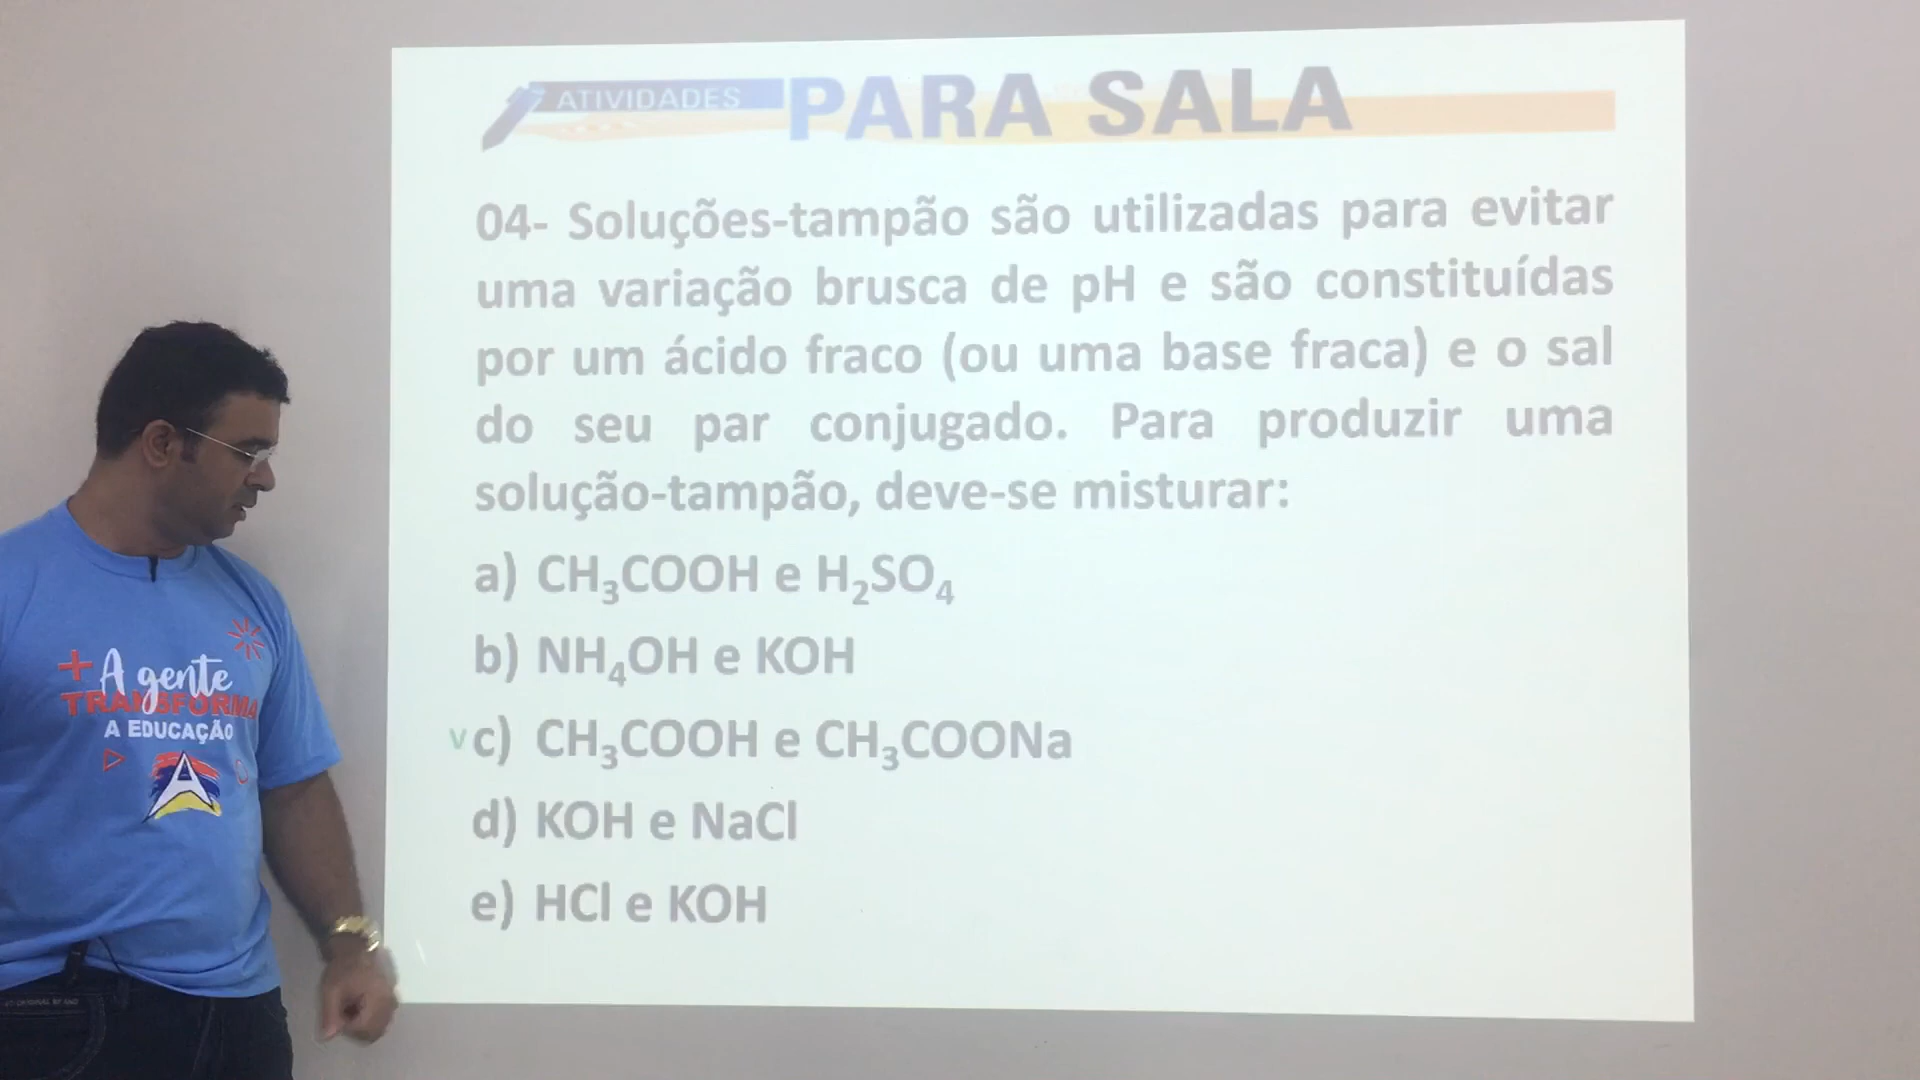 ATIVIDADES PARA SALA
04- Soluções-tampão são utilizadas para evitar
uma variação brusca de pH e são constituídas
por um ácido fraco (ou uma base fraca) e o sal
do seu par conjugado. Para produzir uma
solução-tampão, deve-se misturar:
a) CH₃COOH e H₂SO₄
b) NH₄OH e KOH
v c) CH₃COOH e CH₃COONa
d) KOH e NaCl
e) HCl e KOH
+ A gente
TRANSFORMA
A EDUCAÇÃO